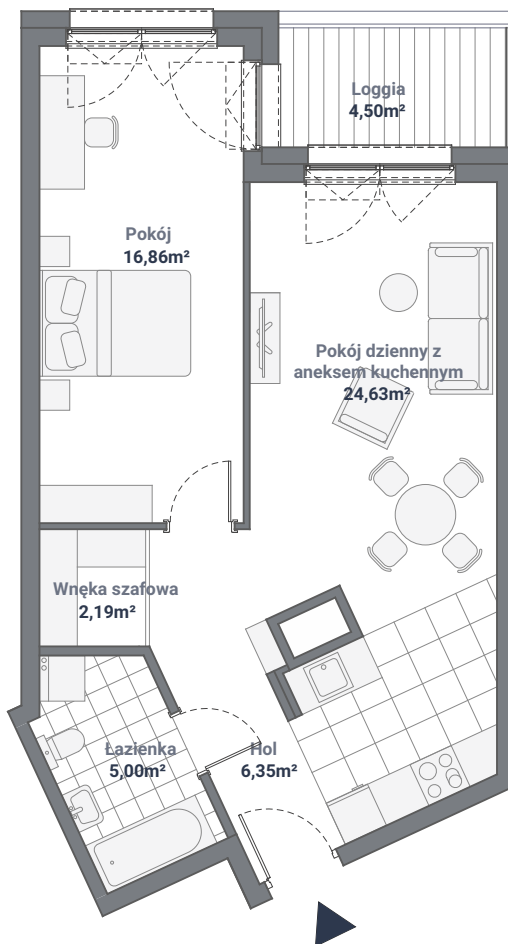 Loggia
4,50m²
Pokój
16,86m²
Pokój dzienny z
aneksem kuchennym
24,63m²
Wnęka szafowa
2,19m²
Łazienka
5,00m²
Hol
6,35m²